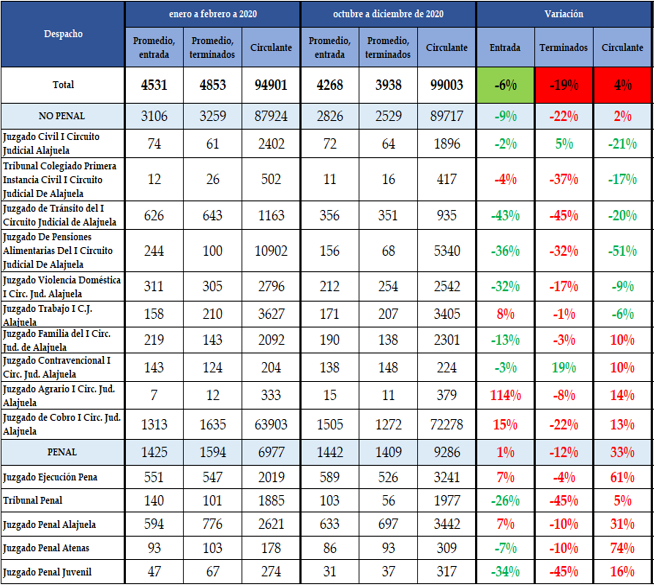 Despacho enero a febrero a 2020 octubre a diciembre de 2020 Variación
Promedio, entrada Promedio, terminados Circulante Promedio, entrada Promedio, terminados Circulante Entrada Terminados Circulante
Total 4531 4853 94901 4268 3938 99003 -6% -19% 4%
NO PENAL 3106 3259 87924 2826 2529 89717 -9% -22% 2%
Juzgado Civil I Circuito
Judicial Alajuela 74 61 2402 72 64 1896 -2% 5% -21%
Tribunal Colegiado Primera
Instancia Civil I Circuito
Judicial De Alajuela 12 26 502 11 16 417 -4% -37% -17%
Juzgado de Tránsito del I
Circuito Judicial de Alajuela 626 643 1163 356 351 935 -43% -45% -20%
Juzgado De Pensiones
Alimentarias Del I Circuito
Judicial De Alajuela 244 100 10902 156 68 5340 -36% -32% -51%
Juzgado Violencia Doméstica
I Circ. Jud. Alajuela 311 305 2796 212 254 2542 -32% -17% -9%
Juzgado Trabajo I C.J.
Alajuela 158 210 3627 171 207 3405 8% -1% -6%
Juzgado Familia del I Circ.
Jud. de Alajuela 219 143 2092 190 138 2301 -13% -3% 10%
Juzgado Contravencional I
Circ. Jud. Alajuela 143 124 204 138 148 224 -3% 19% 10%
Juzgado Agrario I Circ. Jud.
Alajuela 7 12 333 15 11 379 114% -8% 14%
Juzgado de Cobro I Circ. Jud.
Alajuela 1313 1635 63903 1505 1272 72278 15% -22% 13%
PENAL 1425 1594 6977 1442 1409 9286 1% -12% 33%
Juzgado Ejecución Pena 551 547 2019 589 526 3241 7% -4% 61%
Tribunal Penal 140 101 1885 103 56 1977 -26% -45% 5%
Juzgado Penal Alajuela 594 776 2621 633 697 3442 7% -10% 31%
Juzgado Penal Atenas 93 103 178 86 93 309 -7% -10% 74%
Juzgado Penal Juvenil 47 67 274 31 37 317 -34% -45% 16%